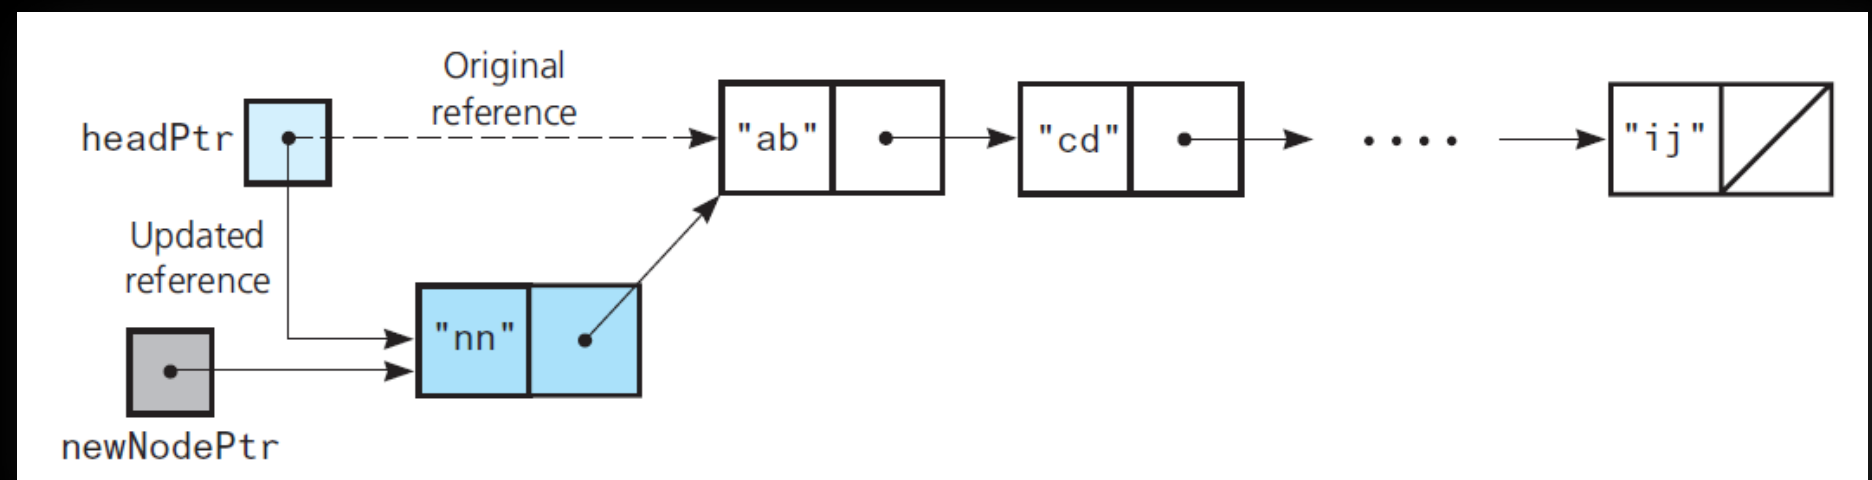 Original
reference
headPtr
"ab"
"cd"
"ij"
Updated
reference
"nn"
newNodePtr